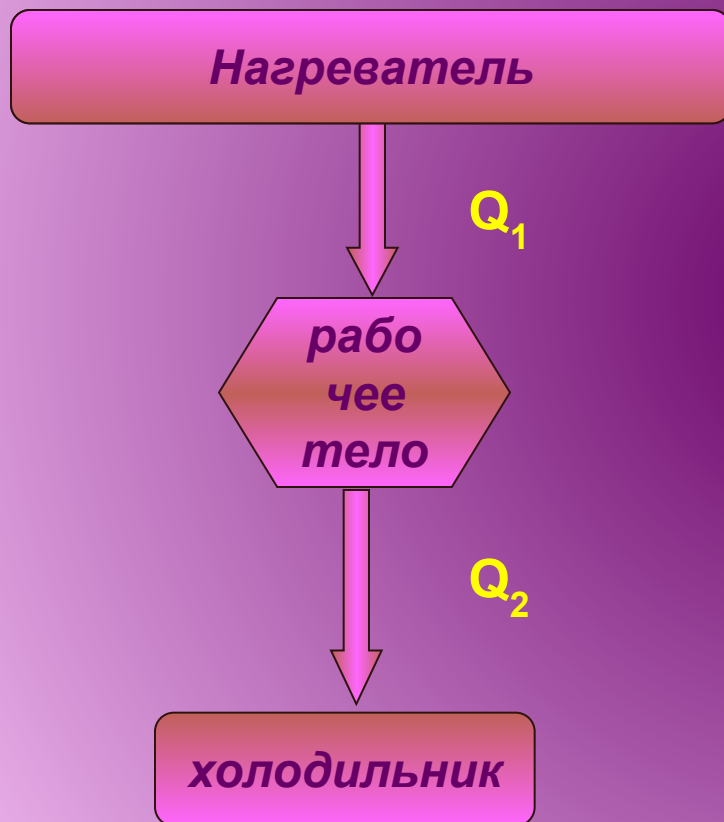 Нагреватель
Q₁
рабо
чее
тело
Q₂
холодильник